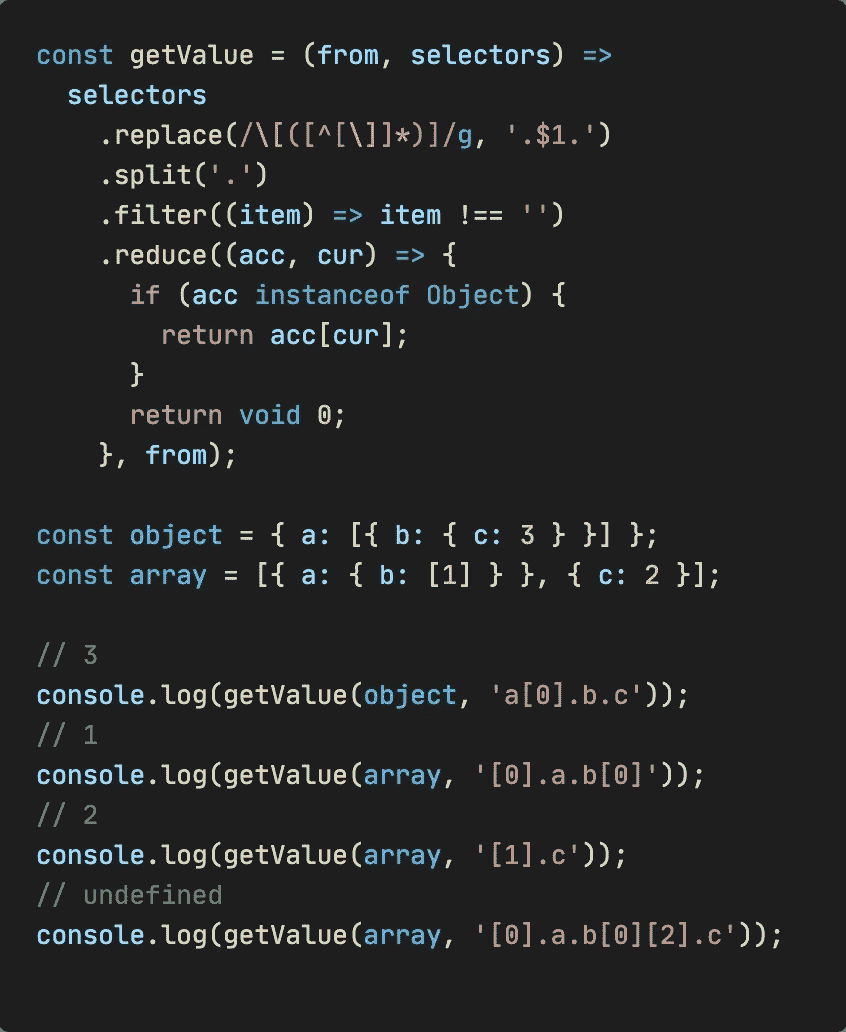 const getValue = (from, selectors) =>
  selectors
    .replace(/\[([^[\]]*)]/g, '.$1.')
    .split('.')
    .filter((item) => item !== '')
    .reduce((acc, cur) => {
      if (acc instanceof Object) {
        return acc[cur];
      }
      return void 0;
    }, from);

const object = { a: [{ b: { c: 3 } }] };
const array = [{ a: { b: [1] } }, { c: 2 }];

// 3
console.log(getValue(object, 'a[0].b.c'));
// 1
console.log(getValue(array, '[0].a.b[0]'));
// 2
console.log(getValue(array, '[1].c'));
// undefined
console.log(getValue(array, '[0].a.b[0][2].c'));